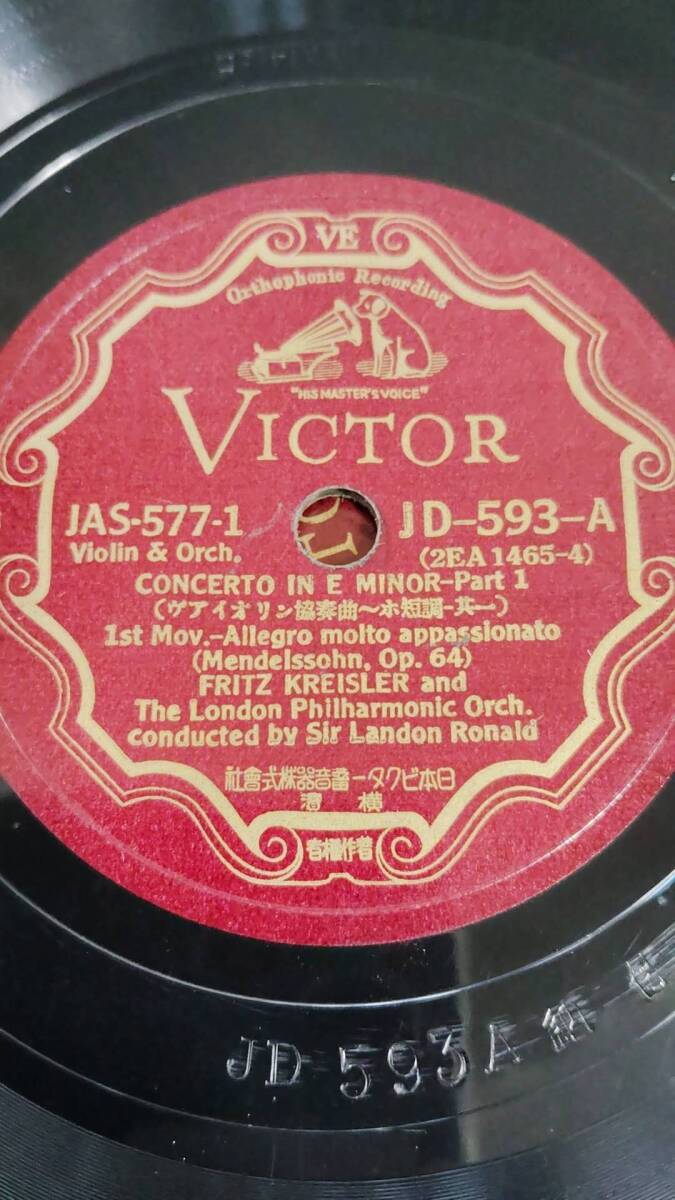 VE
Orthophonic Recording
"HIS MASTER'S VOICE"
VICTOR
JAS-577-1 JD-593-A
Violin & Orch. (2EA1465-4)
CONCERTO IN E MINOR-Part 1
(ヴアイオリン協奏曲〜ホ短調-其一)
1st Mov.-Allegro molto appassionato
(Mendelssohn, Op. 64)
FRITZ KREISLER and
The London Philharmonic Orch.
conducted by Sir Landon Ronald
社會式株器音蓄ータクビ本日
濱横
者權作著
JD 593A